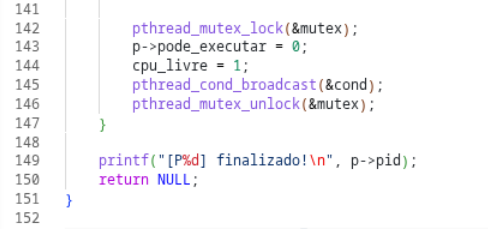 141
142 pthread_mutex_lock(&mutex);
143 p->pode_executar = 0;
144 cpu_livre = 1;
145 pthread_cond_broadcast(&cond);
146 pthread_mutex_unlock(&mutex);
147 }
148
149 printf("[P%d] finalizado!\n", p->pid);
150 return NULL;
151 }
152